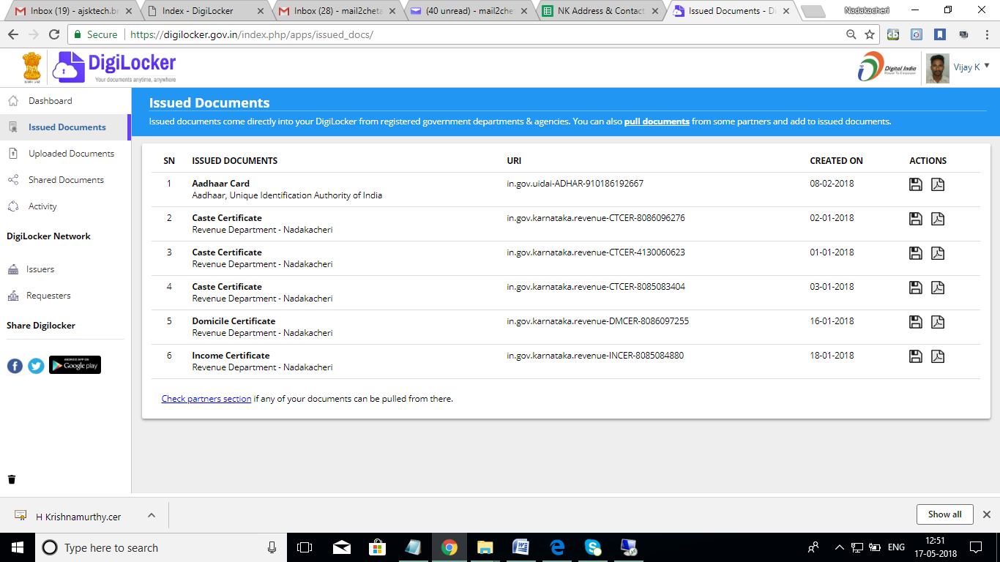 Inbox (19) - ajsktech.br
Index - DigiLocker
Inbox (28) - mail2cheta
(40 unread) - mail2che
NK Address & Contact
Issued Documents - Di
Nadakacheri
Secure
https://digilocker.gov.in/index.php/apps/issued_docs/
DigiLocker
Your documents anytime, anywhere
Digital India
Power To Empower
Vijay K
Dashboard
Issued Documents
Uploaded Documents
Shared Documents
Activity
DigiLocker Network
Issuers
Requesters
Share Digilocker
ANDROID APP ON
Google play
Issued Documents
Issued documents come directly into your DigiLocker from registered government departments & agencies. You can also pull documents from some partners and add to issued documents.
SN ISSUED DOCUMENTS URI CREATED ON ACTIONS
1 Aadhaar Card in.gov.uidai-ADHAR-910186192667 08-02-2018
Aadhaar, Unique Identification Authority of India
2 Caste Certificate in.gov.karnataka.revenue-CTCER-8086096276 02-01-2018
Revenue Department - Nadakacheri
3 Caste Certificate in.gov.karnataka.revenue-CTCER-4130060623 01-01-2018
Revenue Department - Nadakacheri
4 Caste Certificate in.gov.karnataka.revenue-CTCER-8085083404 03-01-2018
Revenue Department - Nadakacheri
5 Domicile Certificate in.gov.karnataka.revenue-DMCER-8086097255 16-01-2018
Revenue Department - Nadakacheri
6 Income Certificate in.gov.karnataka.revenue-INCER-8085084880 18-01-2018
Revenue Department - Nadakacheri
Check partners section if any of your documents can be pulled from there.
H Krishnamurthy.cer
Show all
Type here to search
ENG
12:51
17-05-2018